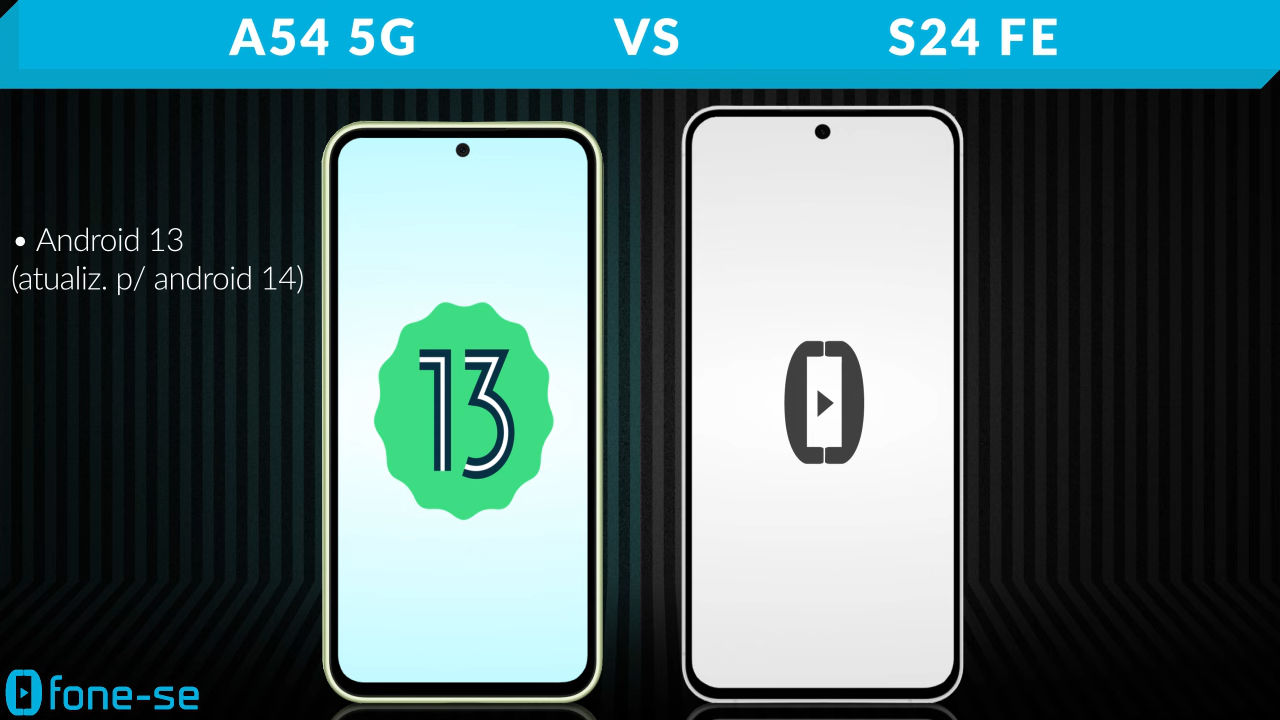 A54 5G VS S24 FE
• Android 13
(atualiz. p/ android 14)
13
fone-se